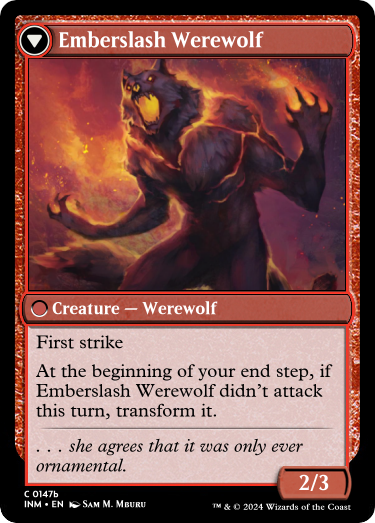 Emberslash Werewolf
Creature — Werewolf
First strike
At the beginning of your end step, if
Emberslash Werewolf didn't attack
this turn, transform it.
. . . she agrees that it was only ever
ornamental.
2/3
C 0147b
INM • EN Sam M. Mburu
™ & © 2024 Wizards of the Coast